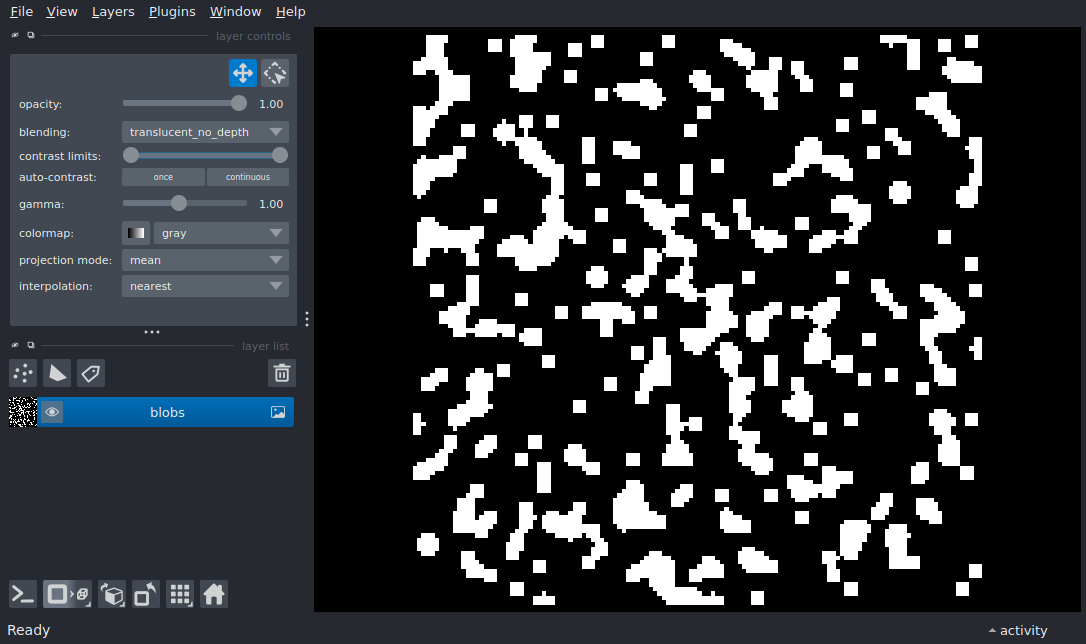 File View Layers Plugins Window Help
layer controls
opacity: 1.00
blending: translucent_no_depth
contrast limits:
auto-contrast: once continuous
gamma: 1.00
colormap: gray
projection mode: mean
interpolation: nearest
layer list
blobs
Ready activity